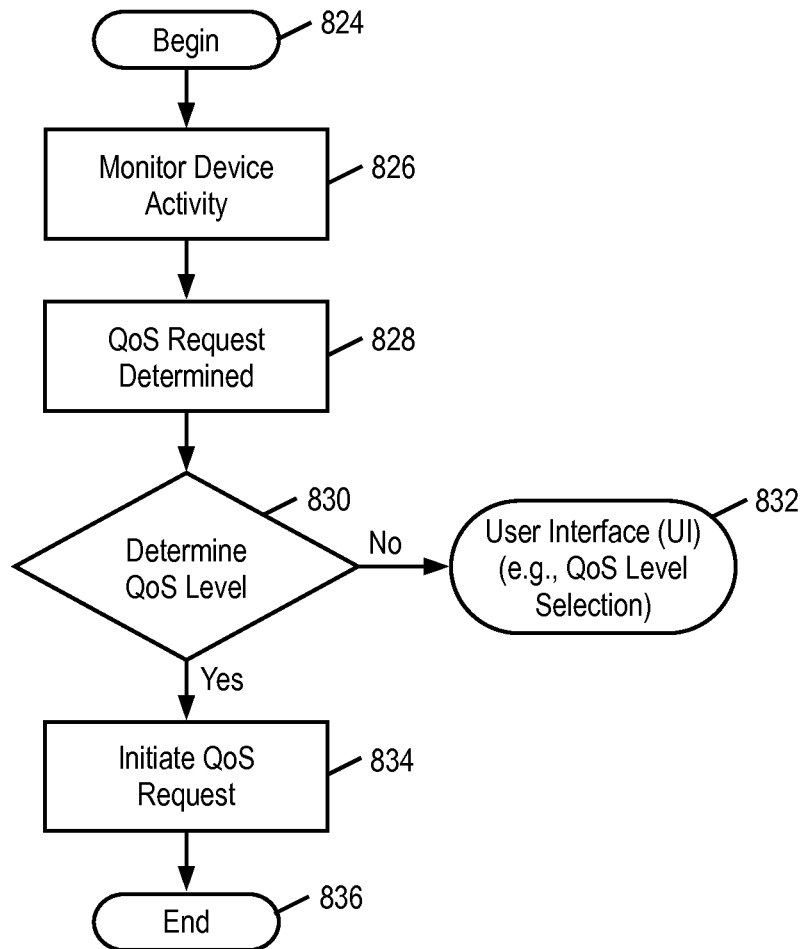 Begin
824
Monitor Device
Activity
826
QoS Request
Determined
828
830
Determine
QoS Level
No
User Interface (UI)
(e.g., QoS Level
Selection)
832
Yes
Initiate QoS
Request
834
End
836